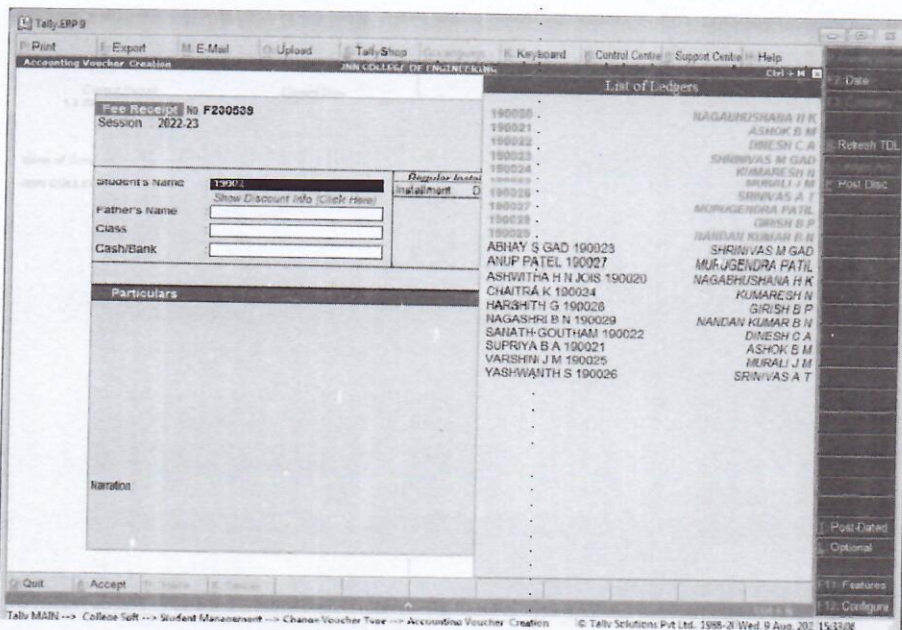 Tally.ERP 9
P: Print E: Export M: E-Mail O: Upload S: TallyShop K: Keyboard K: Control Centre H: Support Centre H: Help
Accounting Voucher Creation JNN COLLEGE OF ENGINEERING Ctrl + M
Fee Receipt No F230539
Session 2022-23
Student's Name 19002
Show Discount Info (Click Here)
Father's Name
Class
Cash/Bank
Regular Instal
Installment D
Particulars
Narration:
List of Ledgers
190020 NAGABHUSHANA H K
190021 ASHOK B M
190022 DINESH C A
190023 SHRINIVAS M GAD
190024 KUMARESH N
MURALI J M
190026 SRINIVAS A T
190027 MURUGENDRA PATIL
190028 GIRISH B P
190029 NANDAN KUMAR B N
ABHAY S GAD 190023 SHRINIVAS M GAD
ANUP PATEL 190027 MURUGENDRA PATIL
ASHWITHA H N JOIS 190020 NAGABHUSHANA H K
CHAITRA K 190024 KUMARESH N
HARSHITH G 190028 GIRISH B P
NAGASHRI B N 190029 NANDAN KUMAR B N
SANATH GOUTHAM 190022 DINESH C A
SUPRIYA B A 190021 ASHOK B M
VARSHINI J M 190025 MURALI J M
YASHWANTH S 190026 SRINIVAS A T
F2: Date
R: Refresh TDL
P: Post Disc
T: Post-Dated
L: Optional
F11: Features
F12: Configure
Q: Quit A: Accept
Tally MAIN --> College Soft --> Student Management --> Change Voucher Type --> Accounting Voucher Creation © Tally Solutions Pvt Ltd. 1988-20 Wed. 9 Aug, 202 15:33:08